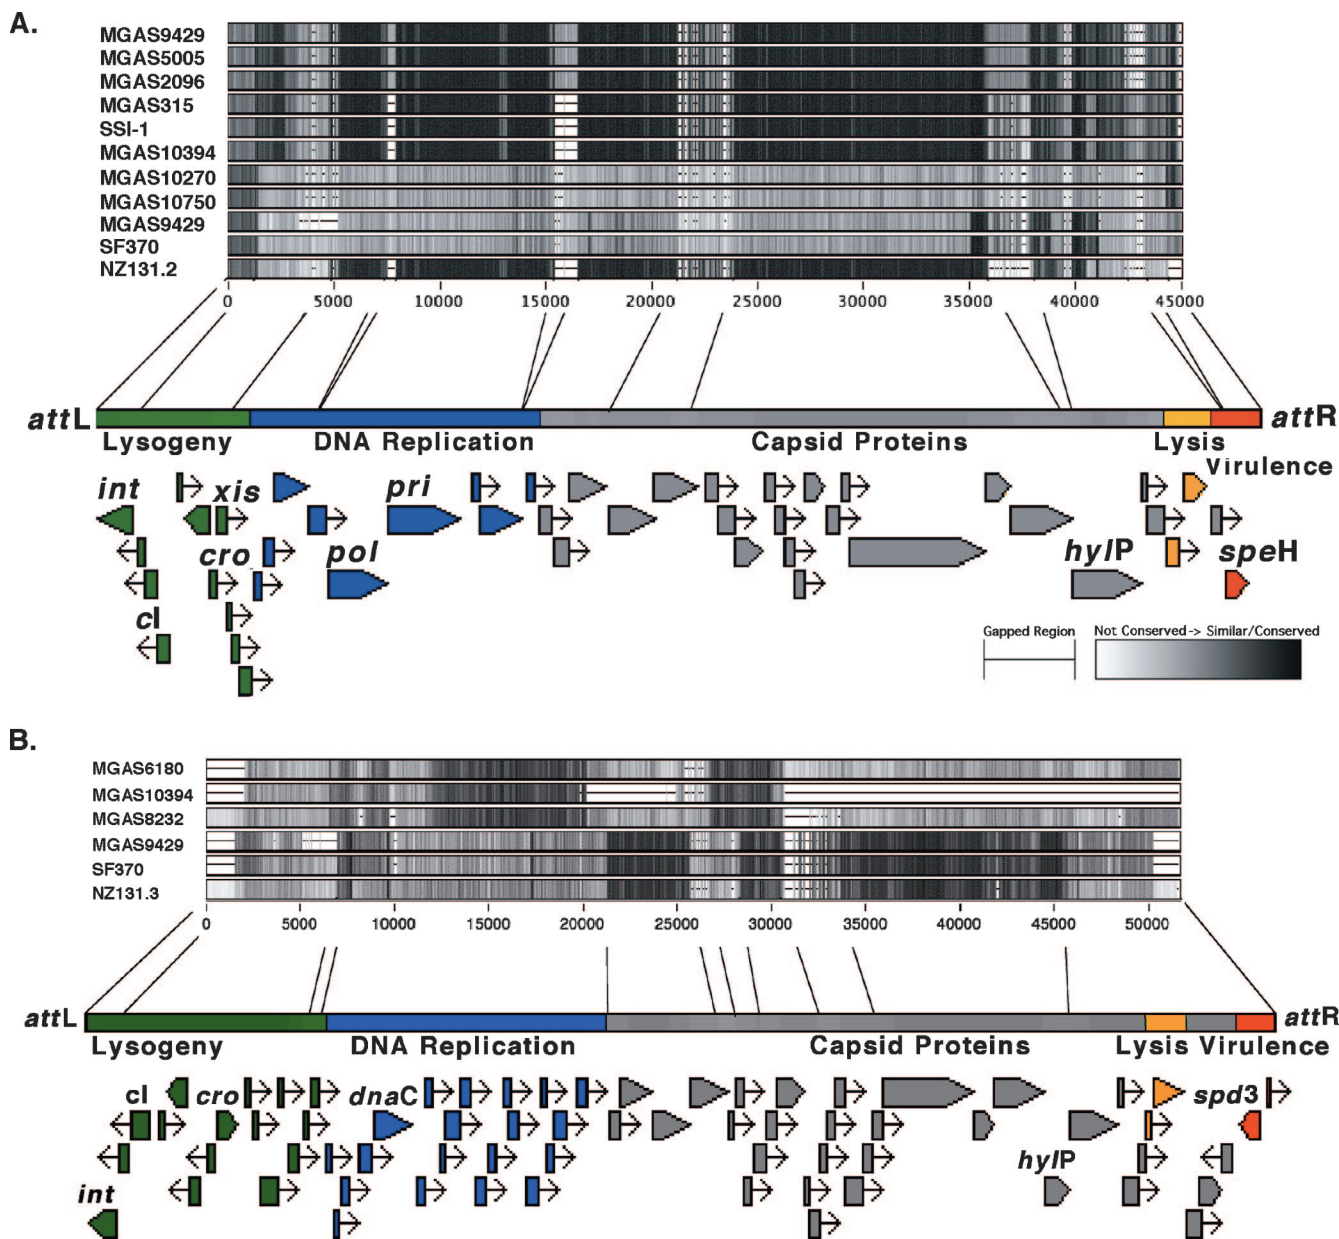 A.
MGAS9429
MGAS5005
MGAS2096
MGAS315
SSI-1
MGAS10394
MGAS10270
MGAS10750
MGAS9429
SF370
NZ131.2
0 5000 10000 15000 20000 25000 30000 35000 40000 45000
attL attR
Lysogeny DNA Replication Capsid Proteins Lysis
Virulence
int xis pri
cro pol hylP speH
cI
Gapped Region Not Conserved -> Similar/Conserved
B.
MGAS6180
MGAS10394
MGAS8232
MGAS9429
SF370
NZ131.3
0 5000 10000 15000 20000 25000 30000 35000 40000 45000 50000
attL attR
Lysogeny DNA Replication Capsid Proteins Lysis Virulence
cI cro dnaC spd3
hylP
int